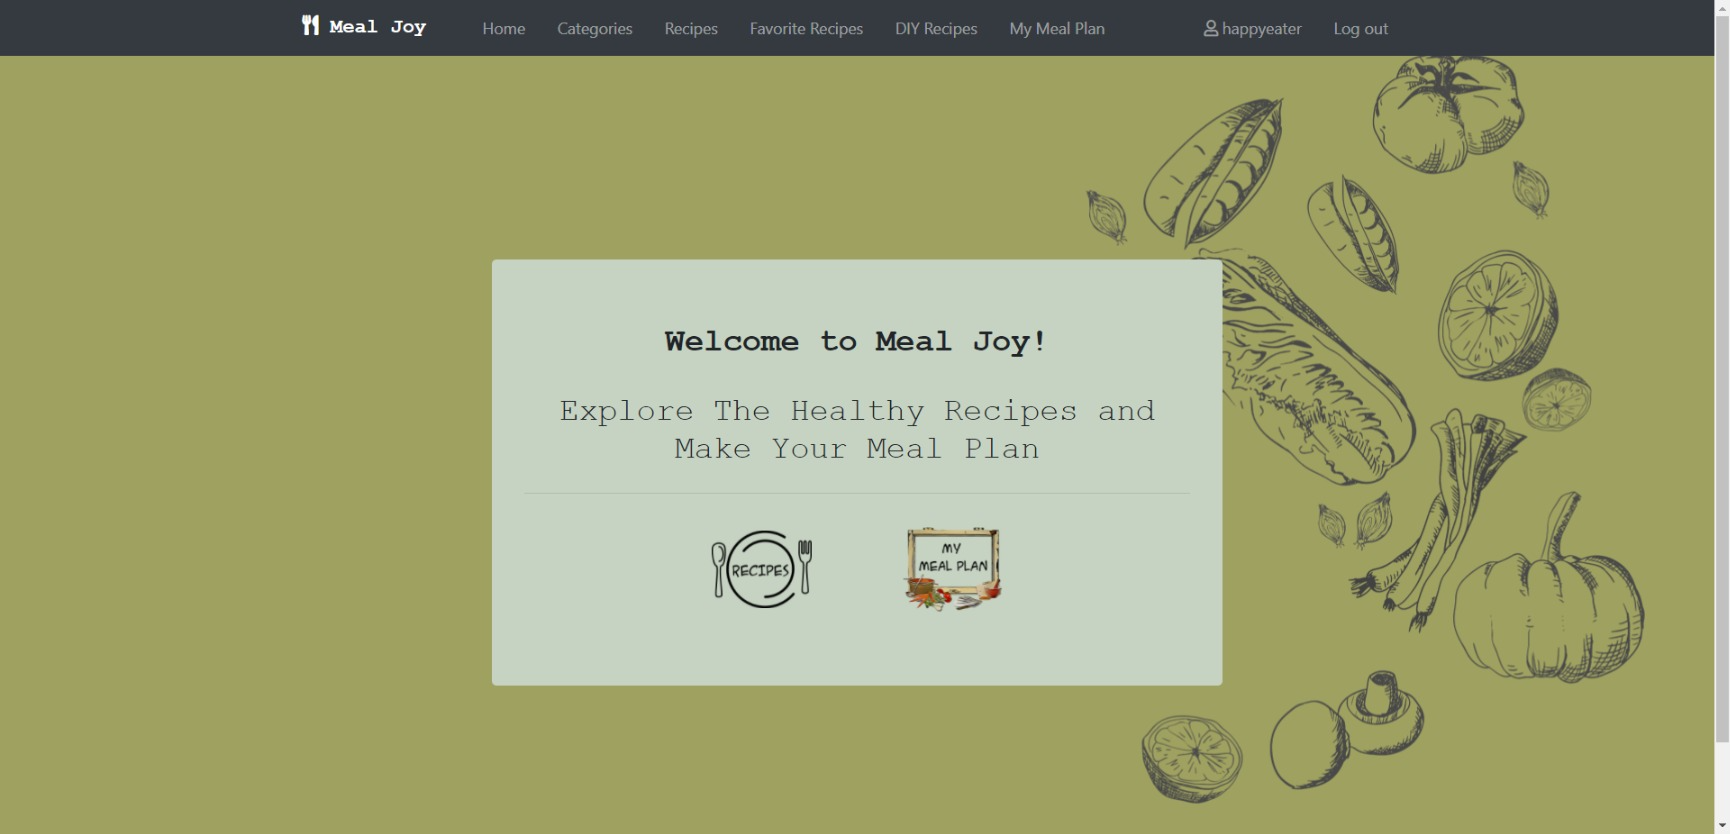 Meal Joy Home Categories Recipes Favorite Recipes DIY Recipes My Meal Plan happyeater Log out
Welcome to Meal Joy!
Explore The Healthy Recipes and
Make Your Meal Plan
RECIPES
MY
MEAL PLAN